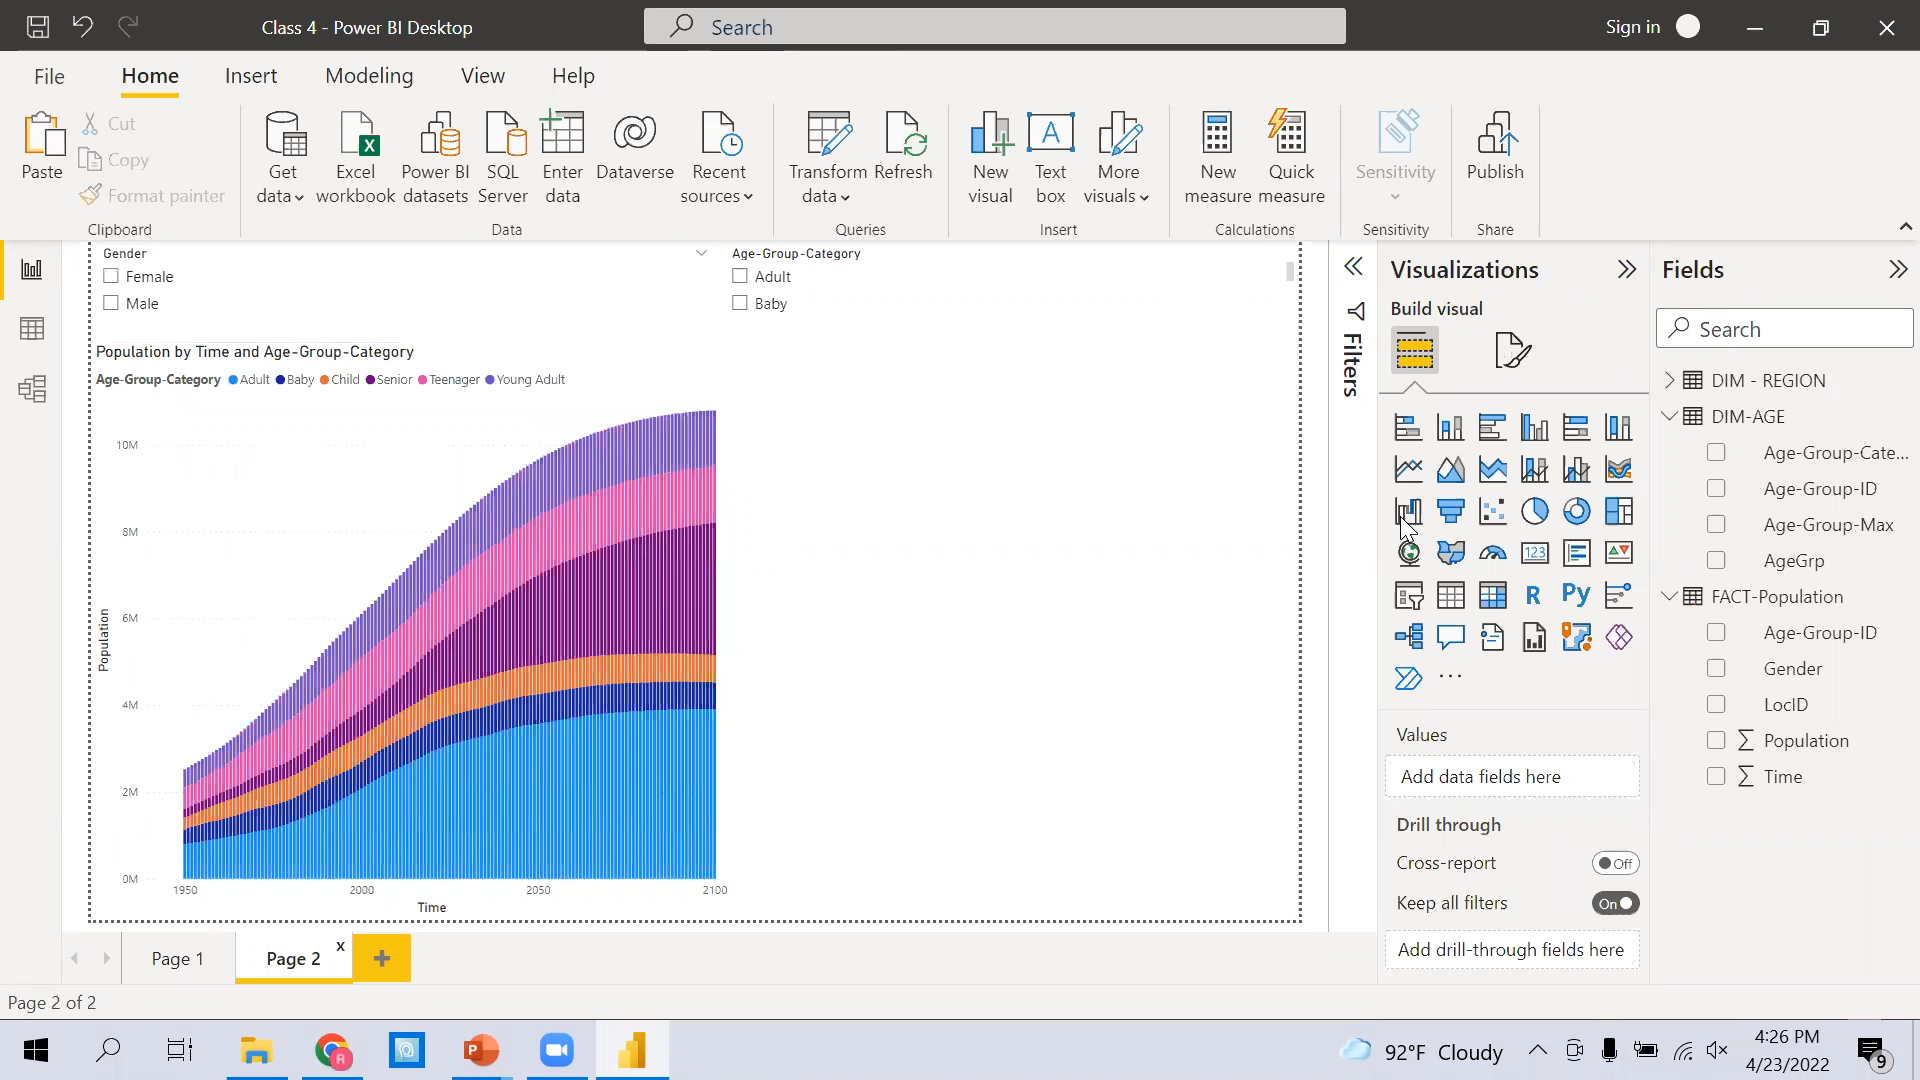 Class 4 - Power BI Desktop
Search
Sign in
File
Home
Insert
Modeling
View
Help
Paste
Cut
Copy
Format painter
Clipboard
Get data
Excel workbook
Power BI datasets
SQL Server
Enter data
Dataverse
Recent sources
Data
Transform data
Refresh
Queries
New visual
Text box
More visuals
Insert
New measure
Quick measure
Calculations
Sensitivity
Sensitivity
Publish
Share
Gender
Female
Male
Age-Group-Category
Adult
Baby
Population by Time and Age-Group-Category
Age-Group-Category Adult Baby Child Senior Teenager Young Adult
10M
8M
6M
4M
2M
0M
Population
1950 2000 2050 2100
Time
Filters
Visualizations
Build visual
123
R
Py
...
Values
Add data fields here
Drill through
Cross-report
Off
Keep all filters
On
Add drill-through fields here
Fields
Search
DIM - REGION
DIM-AGE
Age-Group-Cate...
Age-Group-ID
Age-Group-Max
AgeGrp
FACT-Population
Age-Group-ID
Gender
LocID
Population
Time
Page 1
Page 2
x
Page 2 of 2
92°F Cloudy
4:26 PM
4/23/2022
9